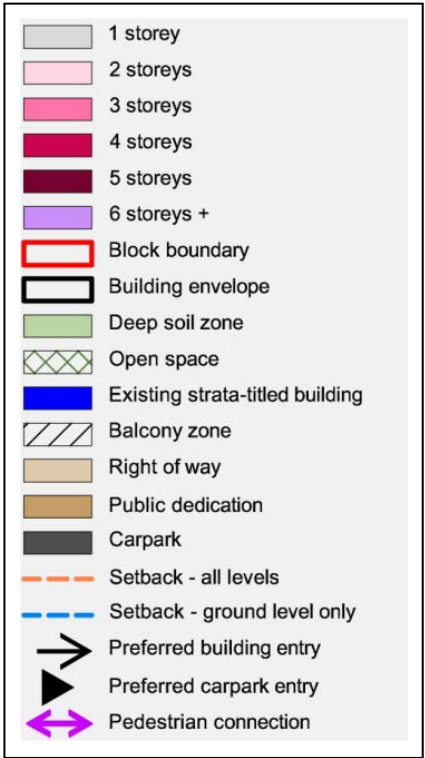 1 storey
2 storeys
3 storeys
4 storeys
5 storeys
6 storeys +
Block boundary
Building envelope
Deep soil zone
Open space
Existing strata-titled building
Balcony zone
Right of way
Public dedication
Carpark
Setback - all levels
Setback - ground level only
Preferred building entry
Preferred carpark entry
Pedestrian connection